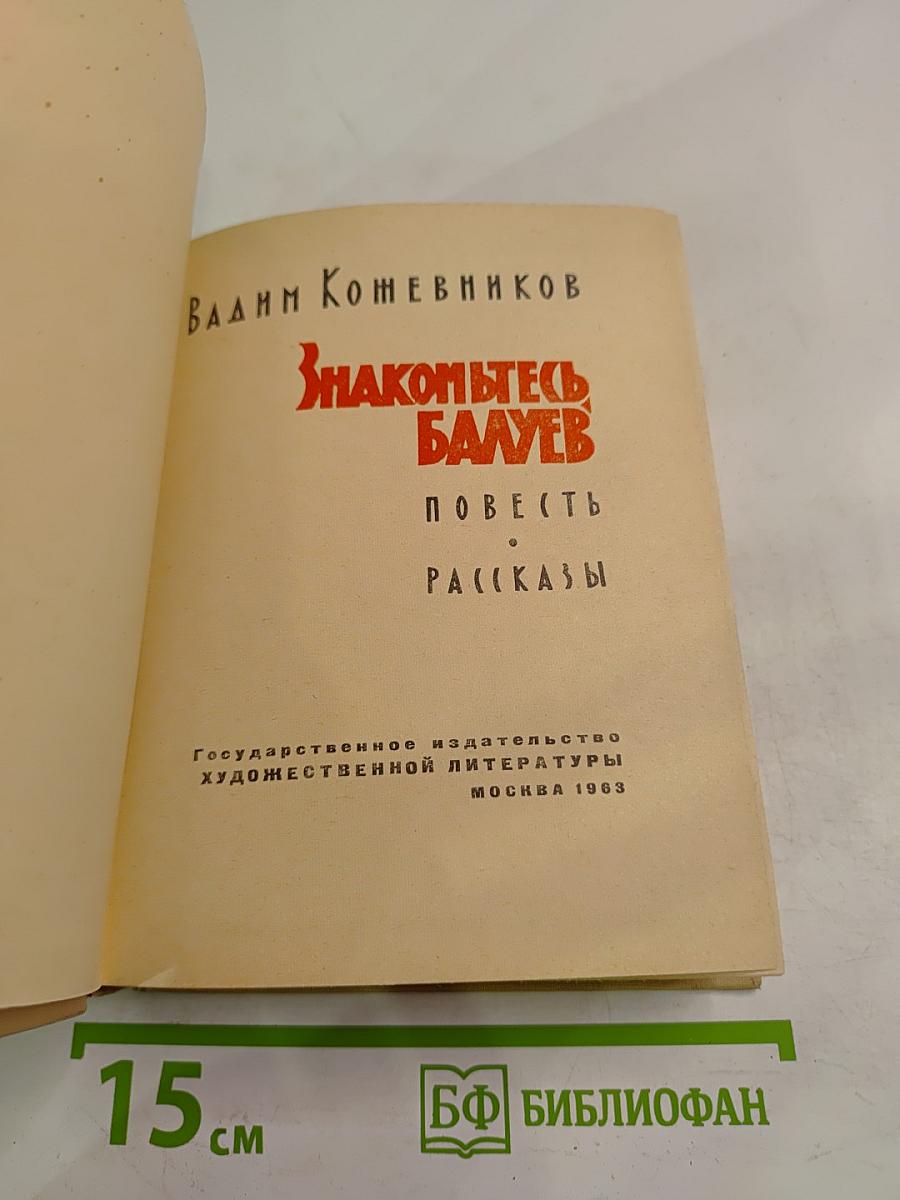 Вадим Кожевников
Знакомьтесь,
Балуев
ПОВЕСТЬ
•
РАССКАЗЫ
Государственное издательство
ХУДОЖЕСТВЕННОЙ ЛИТЕРАТУРЫ
МОСКВА 1963
15 см
БФ БИБЛИОФАН